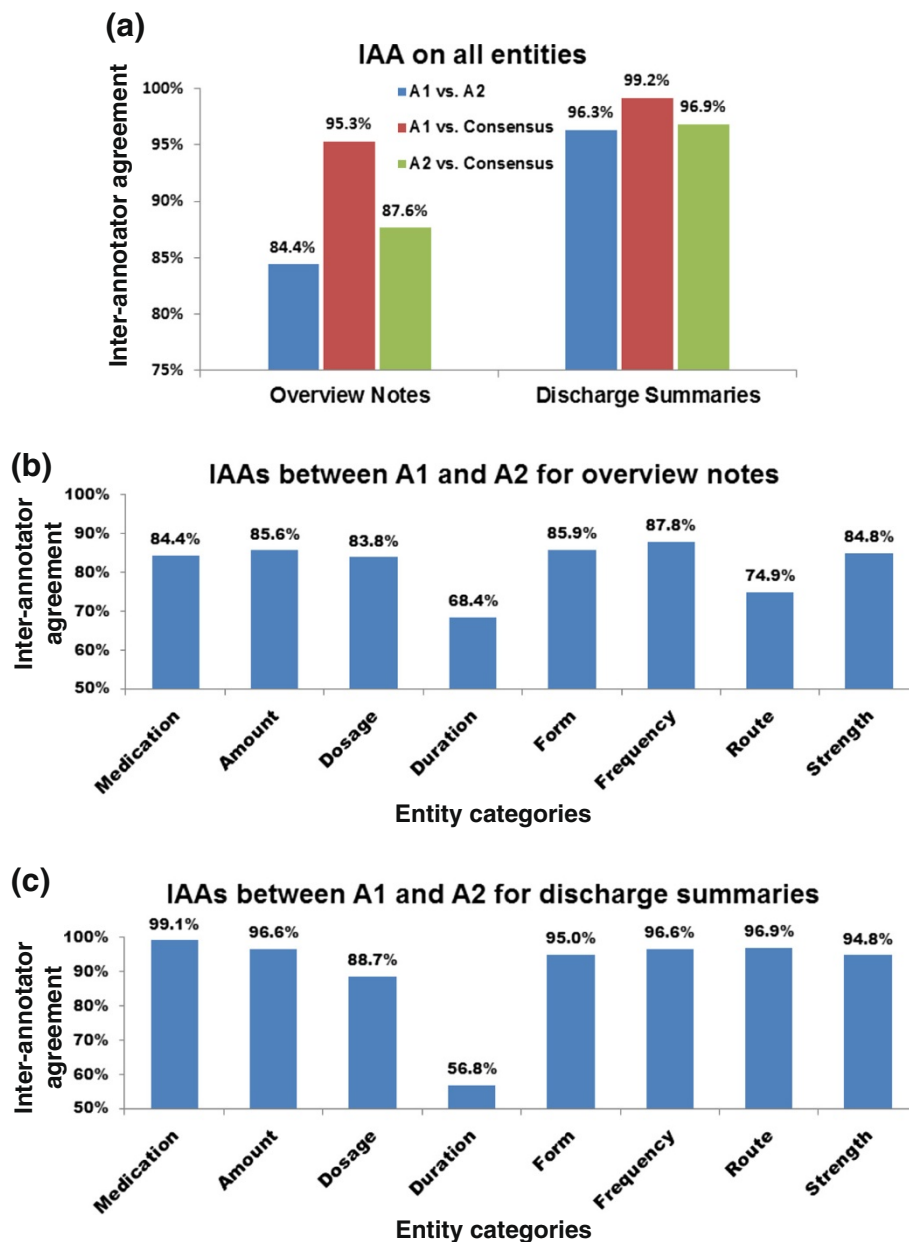 (a)
IAA on all entities
Inter-annotator agreement
100%
95%
90%
85%
80%
75%
A1 vs. A2
A1 vs. Consensus
A2 vs. Consensus
84.4%
95.3%
87.6%
96.3%
99.2%
96.9%
Overview Notes
Discharge Summaries
(b)
IAAs between A1 and A2 for overview notes
Inter-annotator
agreement
100%
90%
80%
70%
60%
50%
84.4%
85.6%
83.8%
68.4%
85.9%
87.8%
74.9%
84.8%
Medication
Amount
Dosage
Duration
Form
Frequency
Route
Strength
Entity categories
(c)
IAAs between A1 and A2 for discharge summaries
Inter-annotator
agreement
100%
90%
80%
70%
60%
50%
99.1%
96.6%
88.7%
56.8%
95.0%
96.6%
96.9%
94.8%
Medication
Amount
Dosage
Duration
Form
Frequency
Route
Strength
Entity categories